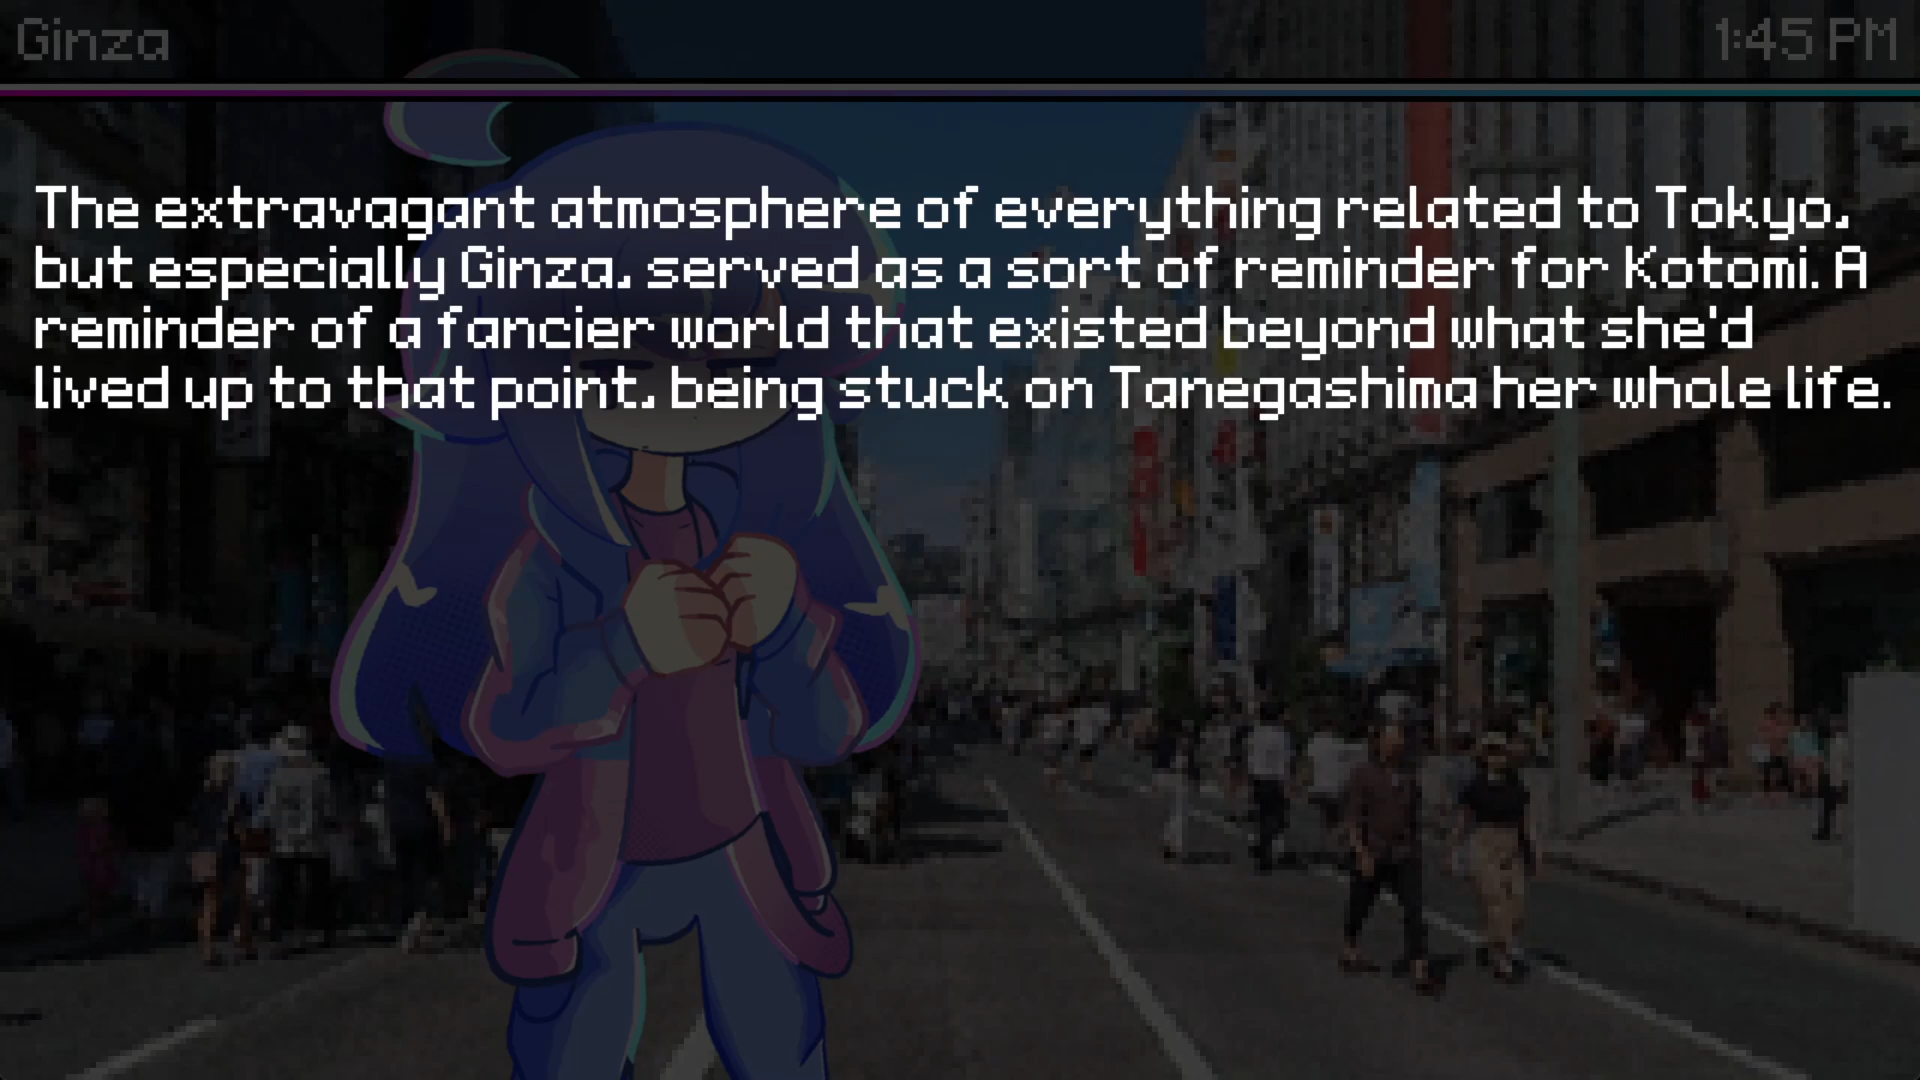 Ginza
1:45 PM
The extravagant atmosphere of everything related to Tokyo,
but especially Ginza, served as a sort of reminder for Kotomi. A
reminder of a fancier world that existed beyond what she'd
lived up to that point, being stuck on Tanegashima her whole life.